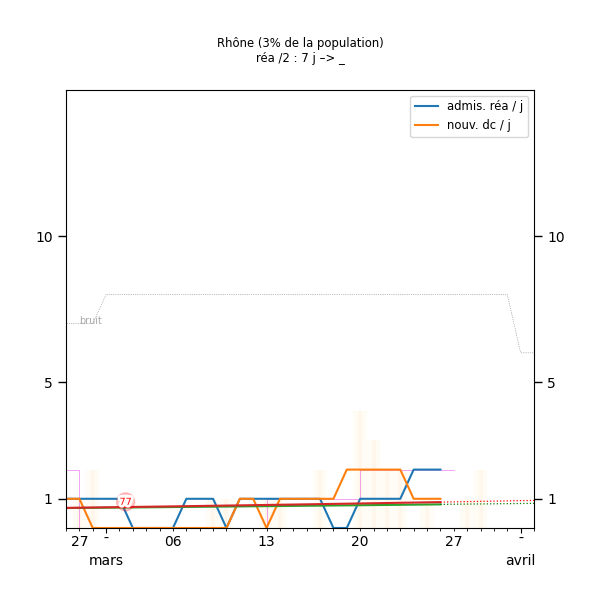 Rhône (3% de la population)
réa /2 : 7 j –> _
admis. réa / j
nouv. dc / j
10 10
bruit
5 5
77
1 1
27 - 06 13 20 27 -
mars avril